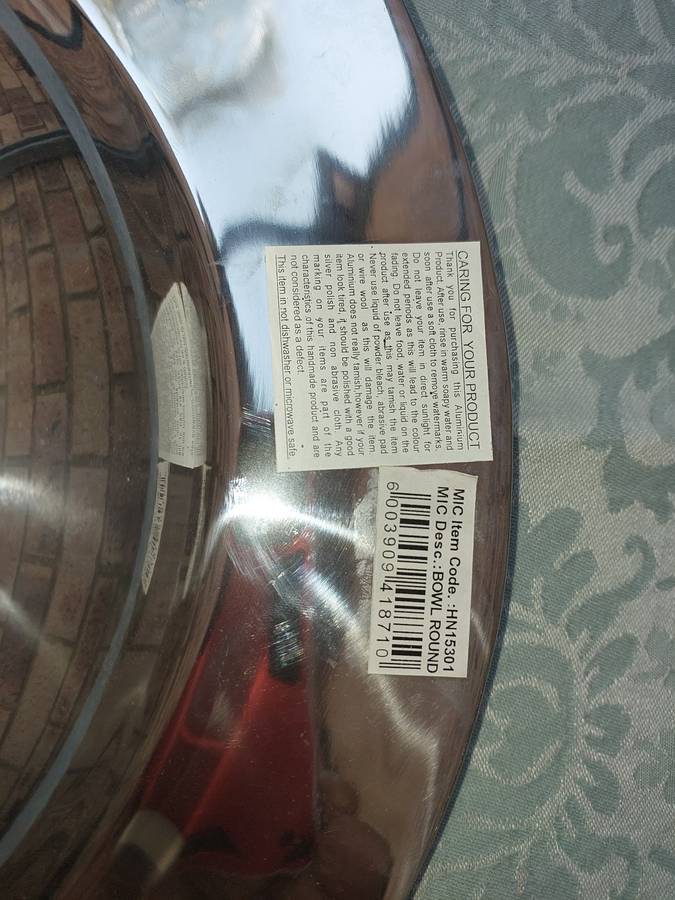 CARING FOR YOUR PRODUCT
Thank you for purchasing this Aluminium
Product. After use, rinse in warm soapy water and
soon after use a soft cloth to remove watermarks.
Do not leave your item in direct sunlight for
extended periods as this will lead to the colour
fading. Do not leave food, water or liquid on the
product after use as this may tarnish the item
Never use liquid of powder bleach, abrasive pad
or wire wool as this will damage the item.
Aluminium does not really tarnish, however if your
item look tired, it should be polished with a good
silver polish and non abrasive cloth. Any
marking on your items are part of the
characteristics of this handmade product and are
not considered as a defect.
This item in not dishwasher or microwave safe.
MIC Item Code. :HN15301
MIC Desc.:BOWL ROUND
6 003909 418710